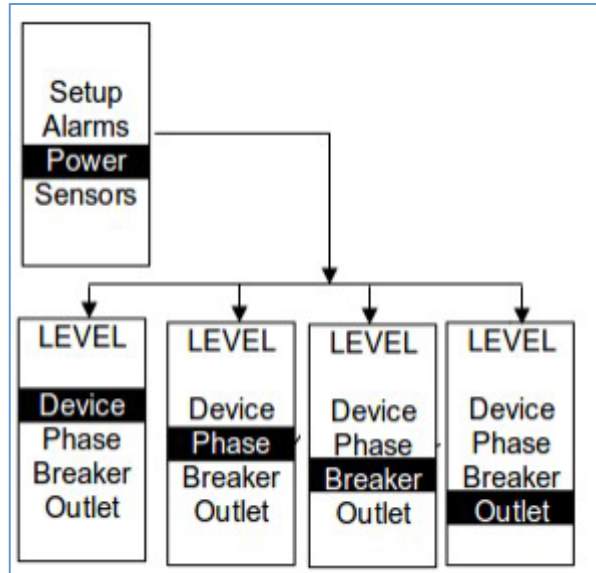 Setup
Alarms
Power
Sensors
LEVEL
Device
Phase
Breaker
Outlet
LEVEL
Device
Phase
Breaker
Outlet
LEVEL
Device
Phase
Breaker
Outlet
LEVEL
Device
Phase
Breaker
Outlet